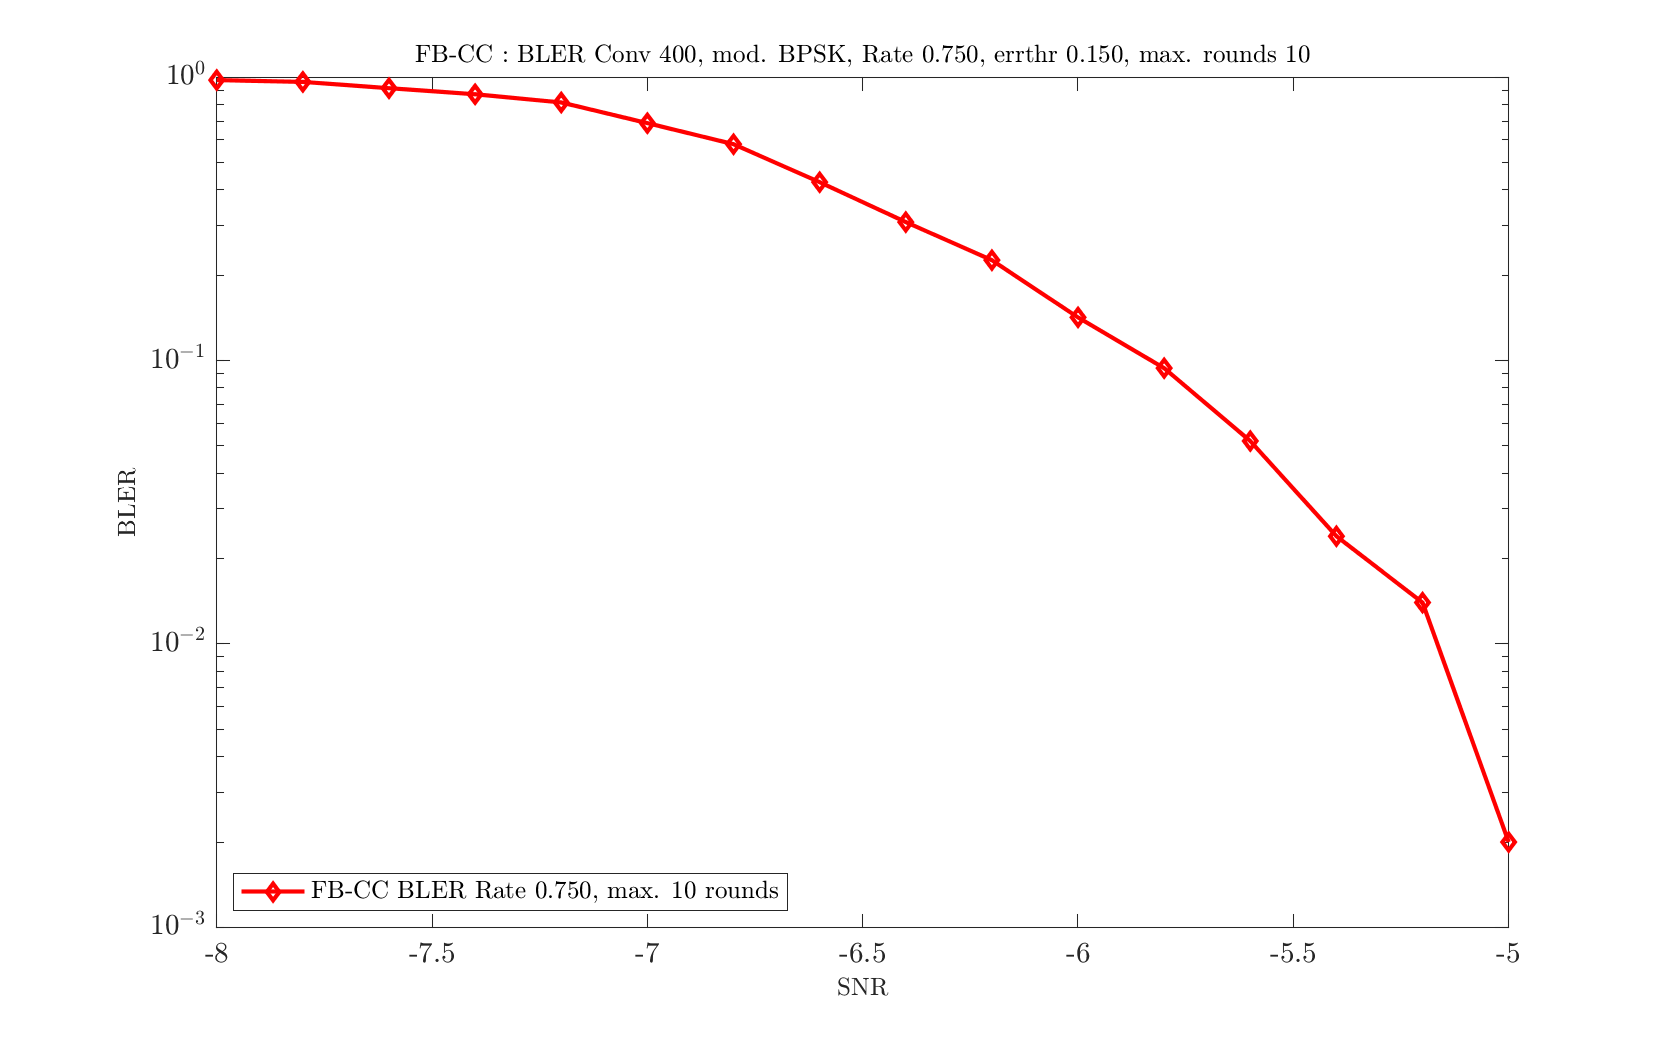 FB-CC : BLER Conv 400, mod. BPSK, Rate 0.750, errthr 0.150, max. rounds 10
10^0
10^{-1}
10^{-2}
10^{-3}
BLER
FB-CC BLER Rate 0.750, max. 10 rounds
-8 -7.5 -7 -6.5 -6 -5.5 -5
SNR